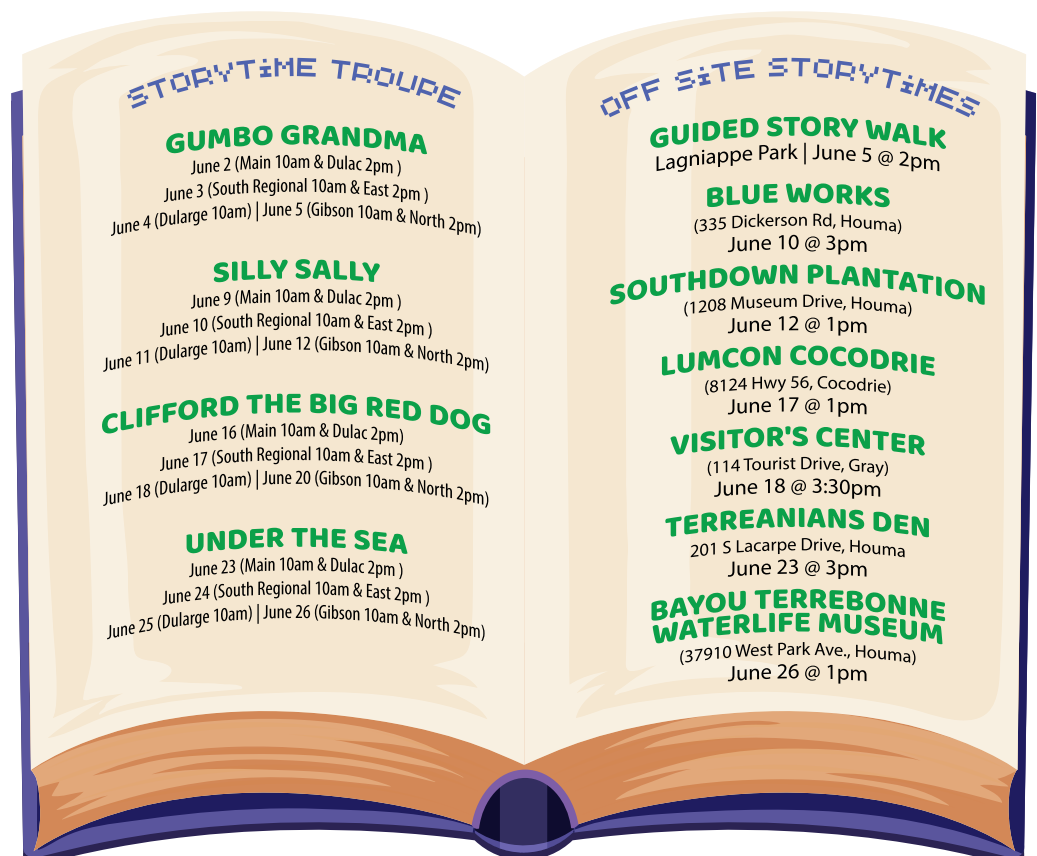 STORYTIME TROUPE
GUMBO GRANDMA
June 2 (Main 10am & Dulac 2pm )
June 3 (South Regional 10am & East 2pm )
June 4 (Dularge 10am) | June 5 (Gibson 10am & North 2pm)
SILLY SALLY
June 9 (Main 10am & Dulac 2pm )
June 10 (South Regional 10am & East 2pm )
June 11 (Dularge 10am) | June 12 (Gibson 10am & North 2pm)
CLIFFORD THE BIG RED DOG
June 16 (Main 10am & Dulac 2pm)
June 17 (South Regional 10am & East 2pm )
June 18 (Dularge 10am) | June 20 (Gibson 10am & North 2pm)
UNDER THE SEA
June 23 (Main 10am & Dulac 2pm )
June 24 (South Regional 10am & East 2pm )
June 25 (Dularge 10am) | June 26 (Gibson 10am & North 2pm)
OFF SITE STORYTIMES
GUIDED STORY WALK
Lagniappe Park | June 5 @ 2pm
BLUE WORKS
(335 Dickerson Rd, Houma)
June 10 @ 3pm
SOUTHDOWN PLANTATION
(1208 Museum Drive, Houma)
June 12 @ 1pm
LUMCON COCODRIE
(8124 Hwy 56, Cocodrie)
June 17 @ 1pm
VISITOR'S CENTER
(114 Tourist Drive, Gray)
June 18 @ 3:30pm
TERREANIANS DEN
201 S Lacarpe Drive, Houma
June 23 @ 3pm
BAYOU TERREBONNE
WATERLIFE MUSEUM
(37910 West Park Ave., Houma)
June 26 @ 1pm